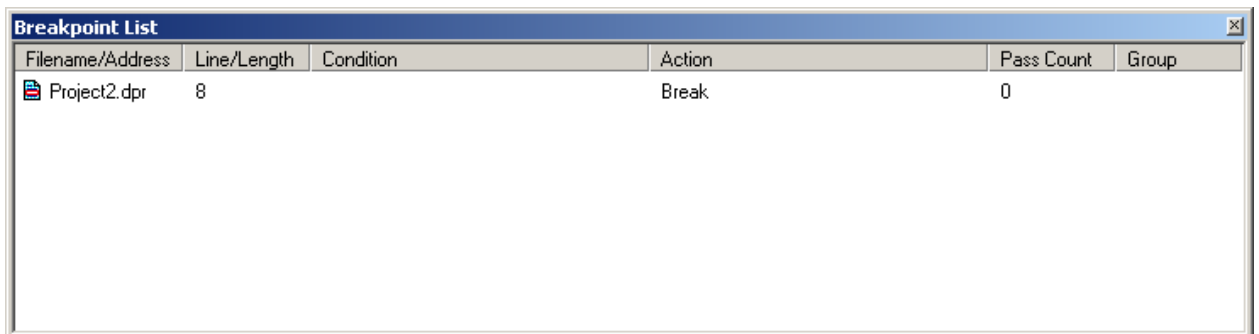 Breakpoint List
Filename/Address Line/Length Condition Action Pass Count Group
Project2.dpr 8 Break 0